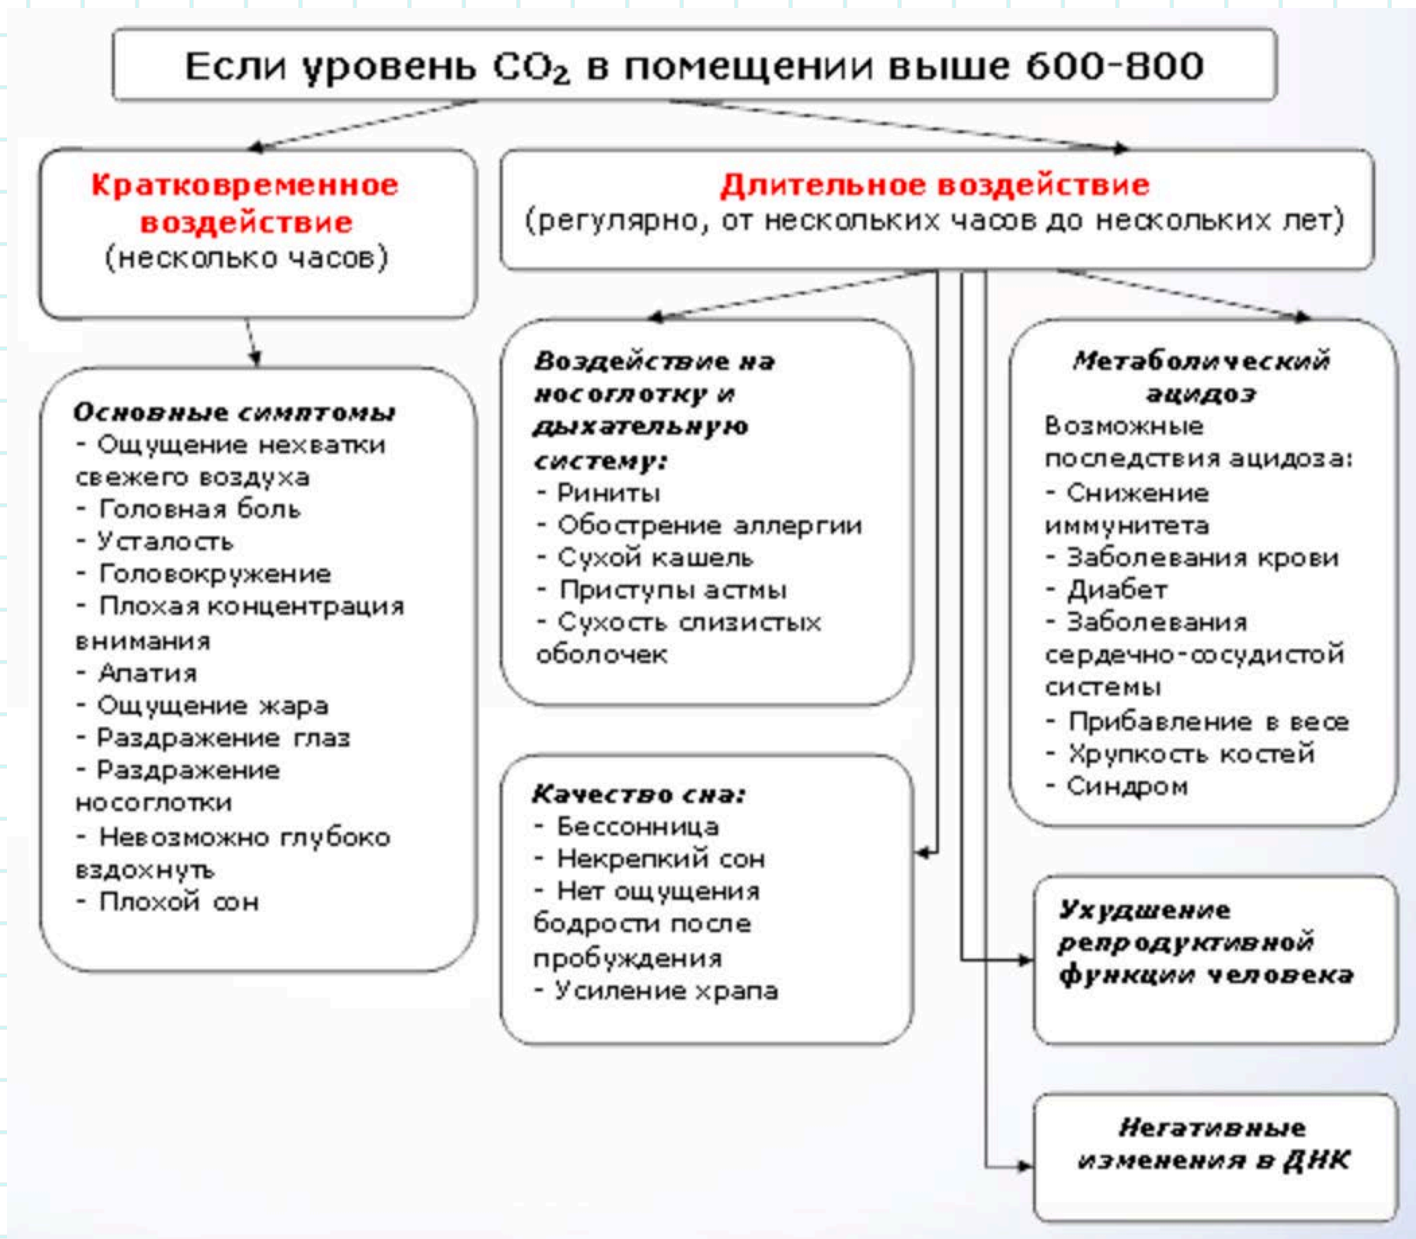 Если уровень CO₂ в помещении выше 600-800
Кратковременное
воздействие
(несколько часов)
Длительное воздействие
(регулярно, от нескольких часов до нескольких лет)
Основные симптомы
- Ощущение нехватки
свежего воздуха
- Головная боль
- Усталость
- Головокружение
- Плохая концентрация
внимания
- Апатия
- Ощущение жара
- Раздражение глаз
- Раздражение
носоглотки
- Невозможно глубоко
вздохнуть
- Плохой сон
Воздействие на
носоглотку и
дыхательную
систему:
- Риниты
- Обострение аллергии
- Сухой кашель
- Приступы астмы
- Сухость слизистых
оболочек
Качество сна:
- Бессонница
- Некрепкий сон
- Нет ощущения
бодрости после
пробуждения
- Усиление храпа
Метаболический
ацидоз
Возможные
последствия ацидоза:
- Снижение
иммунитета
- Заболевания крови
- Диабет
- Заболевания
сердечно-сосудистой
системы
- Прибавление в весе
- Хрупкость костей
- Синдром
Ухудшение
репродуктивной
функции человека
Негативные
изменения в ДНК